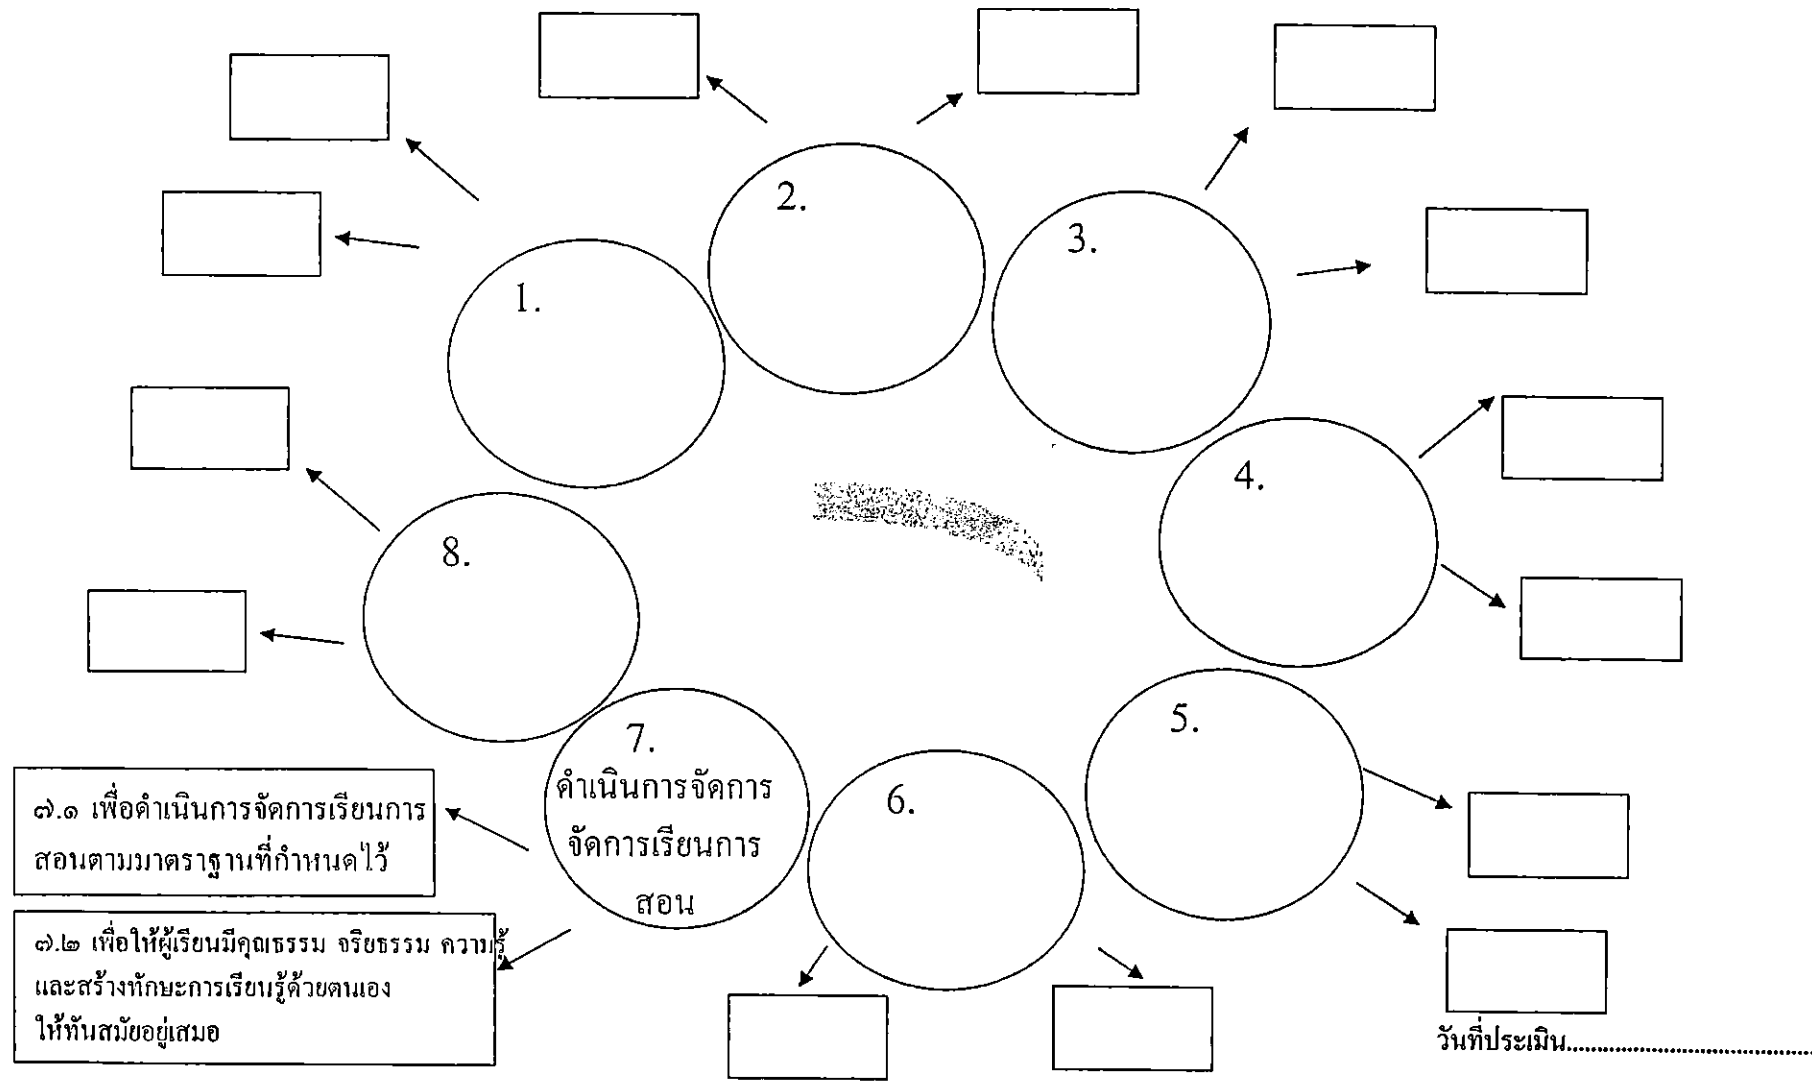 2.
3.
1.
4.
8.
5.
7.
ดำเนินการจัดการ
จัดการเรียนการ
สอน
6.
๗.๑ เพื่อดำเนินการจัดการเรียนการ
สอนตามมาตราฐานที่กำหนดไว้
๗.๒ เพื่อให้ผู้เรียนมีคุณธรรม จริยธรรม ความรู้
และสร้างทักษะการเรียนรู้ด้วยตนเอง
ให้ทันสมัยอยู่เสมอ
วันที่ประเมิน........................................